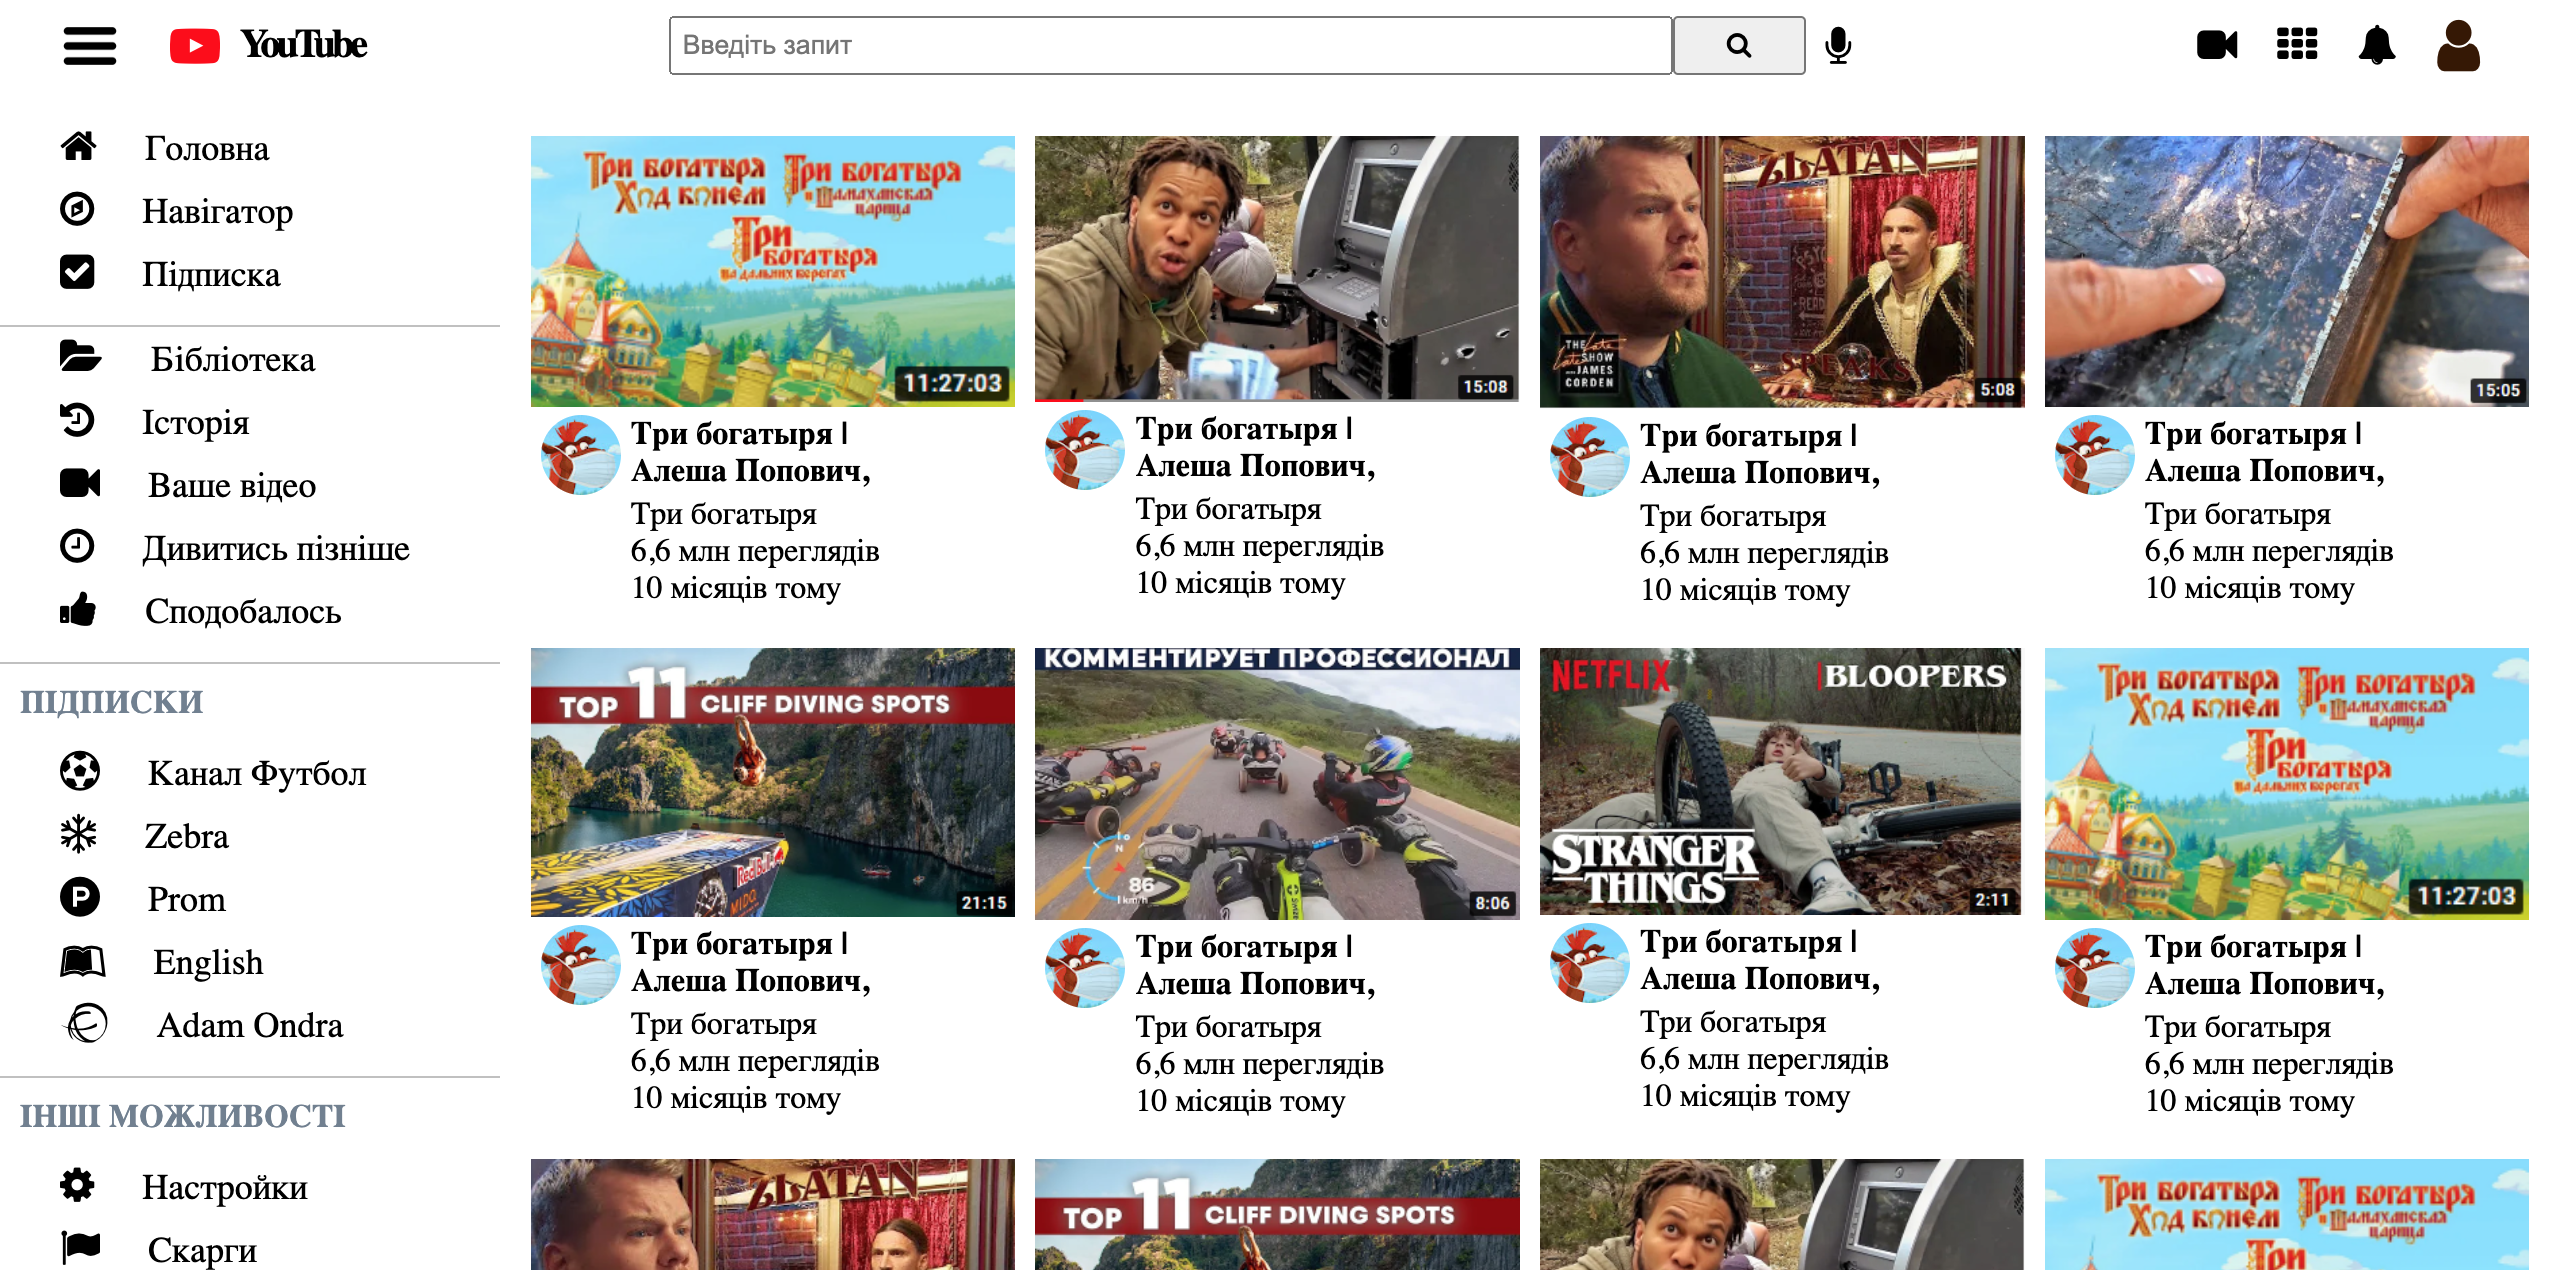 YouTube
Введіть запит
Головна
Навігатор
Підписка
Бібліотека
Історія
Ваше відео
Дивитись пізніше
Сподобалось
ПІДПИСКИ
Канал Футбол
Zebra
Prom
English
Adam Ondra
ІНШІ МОЖЛИВОСТІ
Настройки
Скарги
Три богатыря Ход конем
Три богатыря и Шамаханская царица
Три богатыря на дальних берегах
11:27:03
Три богатыря |
Алеша Попович,
Три богатыря
6,6 млн переглядів
10 місяців тому
15:08
Три богатыря |
Алеша Попович,
Три богатыря
6,6 млн переглядів
10 місяців тому
ZLATAN
SPEAKS
THE Late Late SHOW
JAMES
CORDEN
5:08
Три богатыря |
Алеша Попович,
Три богатыря
6,6 млн переглядів
10 місяців тому
15:05
Три богатыря |
Алеша Попович,
Три богатыря
6,6 млн переглядів
10 місяців тому
TOP 11 CLIFF DIVING SPOTS
Red Bull
MIDO
21:15
Три богатыря |
Алеша Попович,
Три богатыря
6,6 млн переглядів
10 місяців тому
КОММЕНТИРУЕТ ПРОФЕССИОНАЛ
N
86
km/h
8:06
Три богатыря |
Алеша Попович,
Три богатыря
6,6 млн переглядів
10 місяців тому
NETFLIX
BLOOPERS
STRANGER
THINGS
2:11
Три богатыря |
Алеша Попович,
Три богатыря
6,6 млн переглядів
10 місяців тому
Три богатыря Ход конем
Три богатыря и Шамаханская царица
Три богатыря на дальних берегах
11:27:03
Три богатыря |
Алеша Попович,
Три богатыря
6,6 млн переглядів
10 місяців тому
ZLATAN
TOP 11 CLIFF DIVING SPOTS
Три богатыря Ход конем
Три богатыря и Шамаханская царица
Три